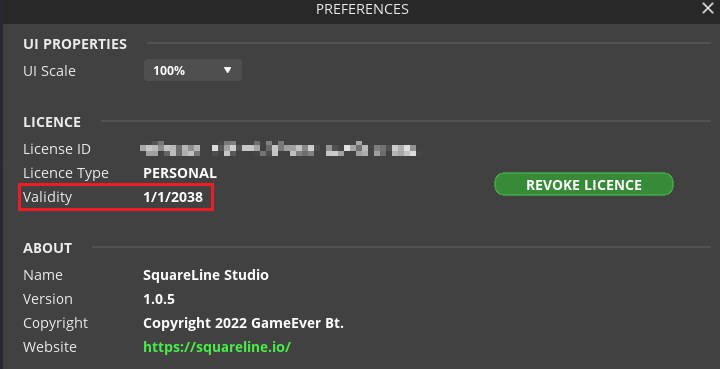 PREFERENCES
UI PROPERTIES
UI Scale 100%
LICENCE
License ID
Licence Type PERSONAL
Validity 1/1/2038
REVOKE LICENCE
ABOUT
Name SquareLine Studio
Version 1.0.5
Copyright Copyright 2022 GameEver Bt.
Website https://squareline.io/